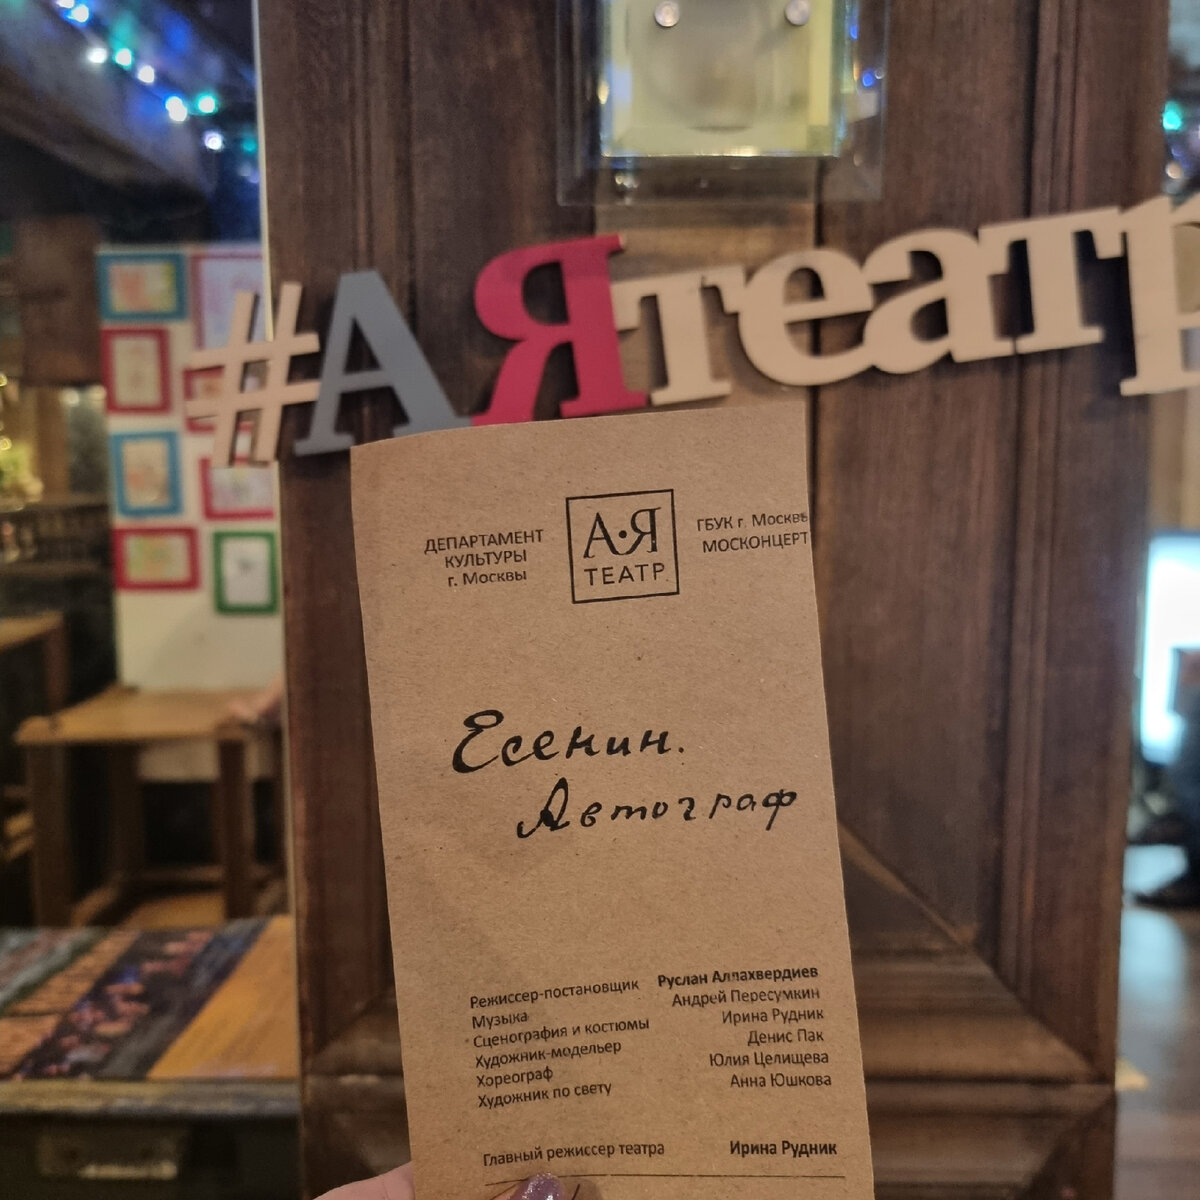 #АЯтеатр
ДЕПАРТАМЕНТ
КУЛЬТУРЫ
г. Москвы
А·Я
ТЕАТР
ГБУК г. Москвы
МОСКОНЦЕРТ
Есенин.
Автограф
Режиссер-постановщик Руслан Аллахвердиев
Музыка Андрей Пересумкин
Сценография и костюмы Ирина Рудник
Художник-модельер Денис Пак
Хореограф Юлия Целищева
Художник по свету Анна Юшкова
Главный режиссер театра Ирина Рудник